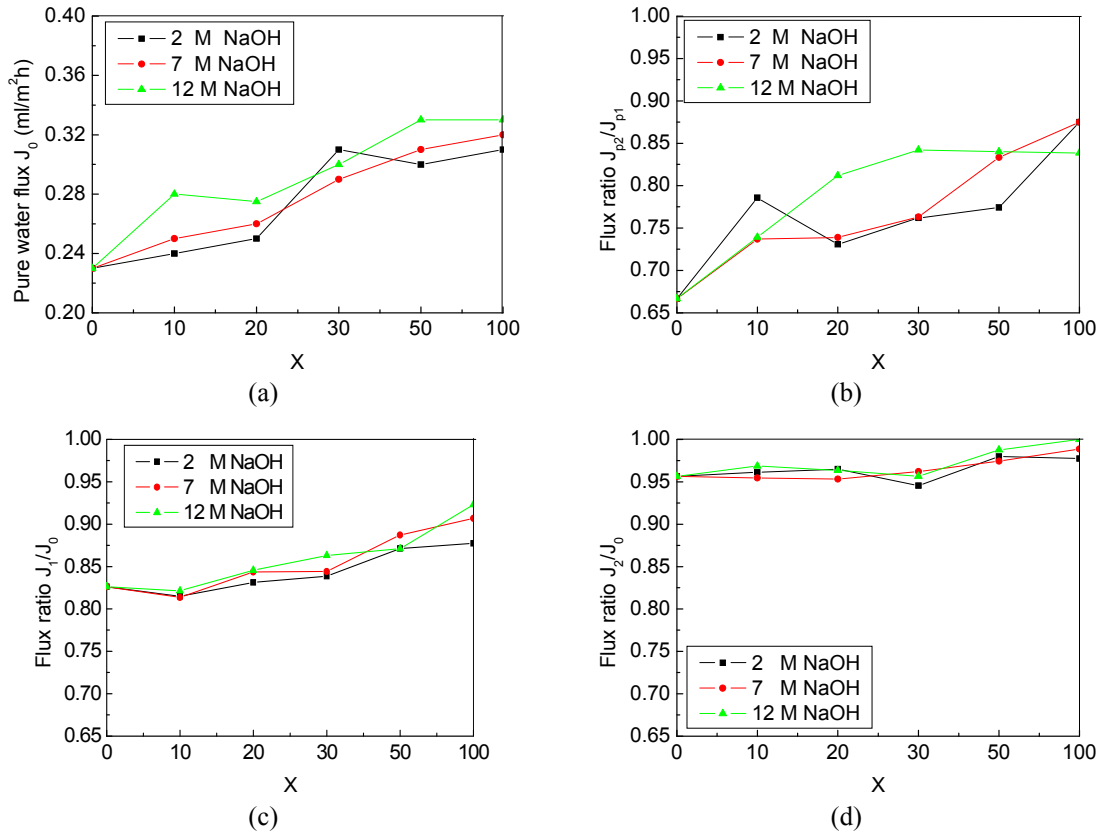 0.36
0.32
0.28
0.24
0.20
Pure water flux J0 (ml/m²h)
2 M NaOH
7 M NaOH
12 M NaOH
0 10 20 30 50 100
X
(a)
1.00
0.95
0.90
0.85
0.80
0.75
0.70
0.65
Flux ratio Jp2/Jp1
2 M NaOH
7 M NaOH
12 M NaOH
0 10 20 30 50 100
X
(b)
1.00
0.95
0.90
0.85
0.80
0.75
0.70
0.65
Flux ratio J1/J0
2 M NaOH
7 M NaOH
12 M NaOH
0 10 20 30 50 100
X
(c)
1.00
0.95
0.90
0.85
0.80
0.75
0.70
0.65
Flux ratio J2/J0
2 M NaOH
7 M NaOH
12 M NaOH
0 10 20 30 50 100
X
(d)